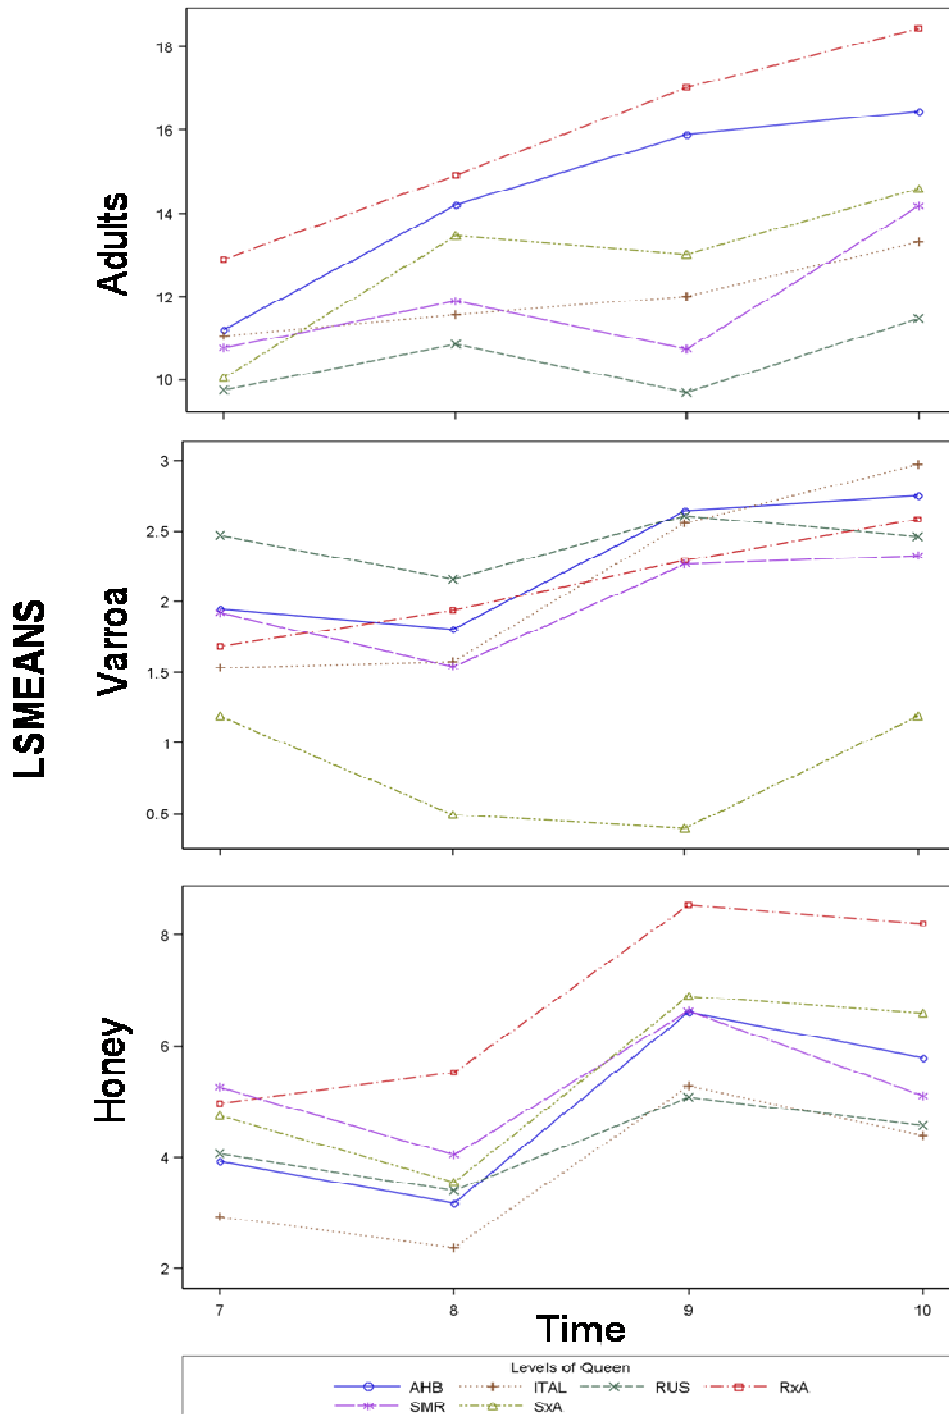 18
16
14
12
10
Adults
3
2.5
2
1.5
1
0.5
Varroa
LSMEANS
8
6
4
2
Honey
7 8 9 10
Time
Levels of Queen
AHB ITAL RUS RxA
SMR SxA